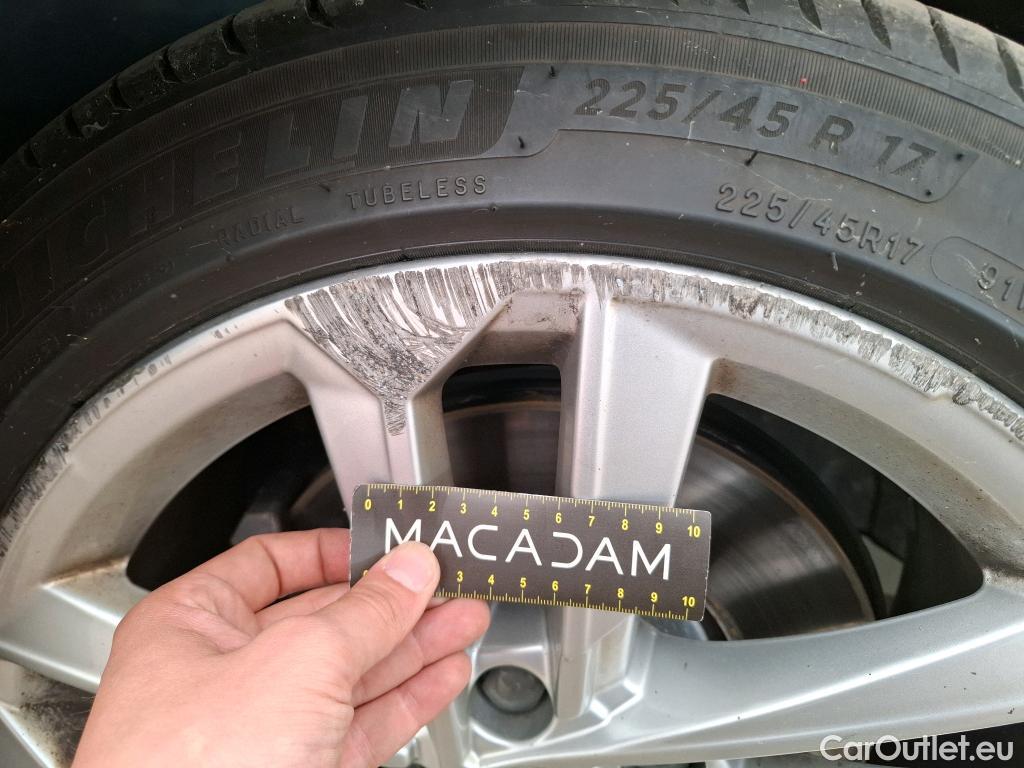 MICHELIN
225/45 R 17
RADIAL TUBELESS
225/45R17
91
0 1 2 3 4 5 6 7 8 9 10
MACADAM
3 4 5 6 7 8 9 10
CarOutlet.eu